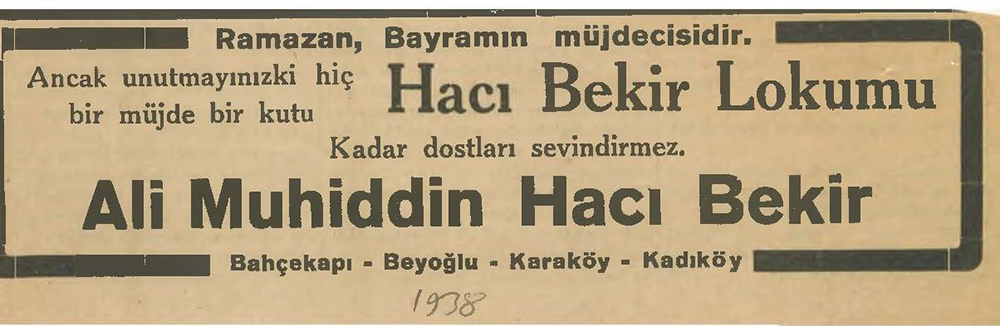 Ramazan, Bayramın müjdecisidir.
Ancak unutmayınızki hiç
bir müjde bir kutu
Hacı Bekir Lokumu
Kadar dostları sevindirmez.
Ali Muhiddin Hacı Bekir
Bahçekapı - Beyoğlu - Karaköy - Kadıköy
1938